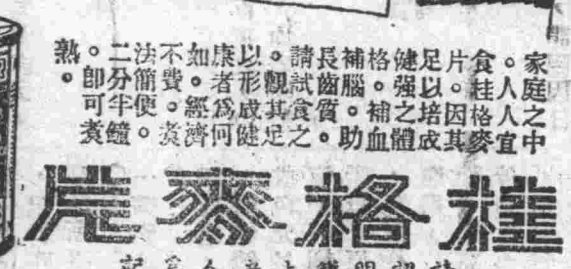 家庭之中
。人人宜
食桂格麥
片。因其
足以培成
健强之體
格。補血
補腦。助
長齒質。
請試食之
。觀其足
以形成健
康者爲何
如。經濟
不費。煑
法簡便。
二分半鐘
。卽可煑
熟。
桂格麥片